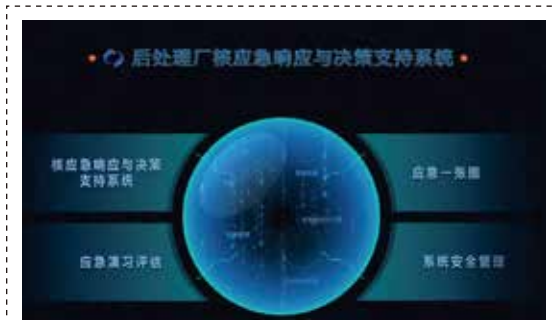 后处理厂核应急响应与决策支持系统
核应急响应与决策
支持系统
应急一张图
应急演习评估
系统安全管理